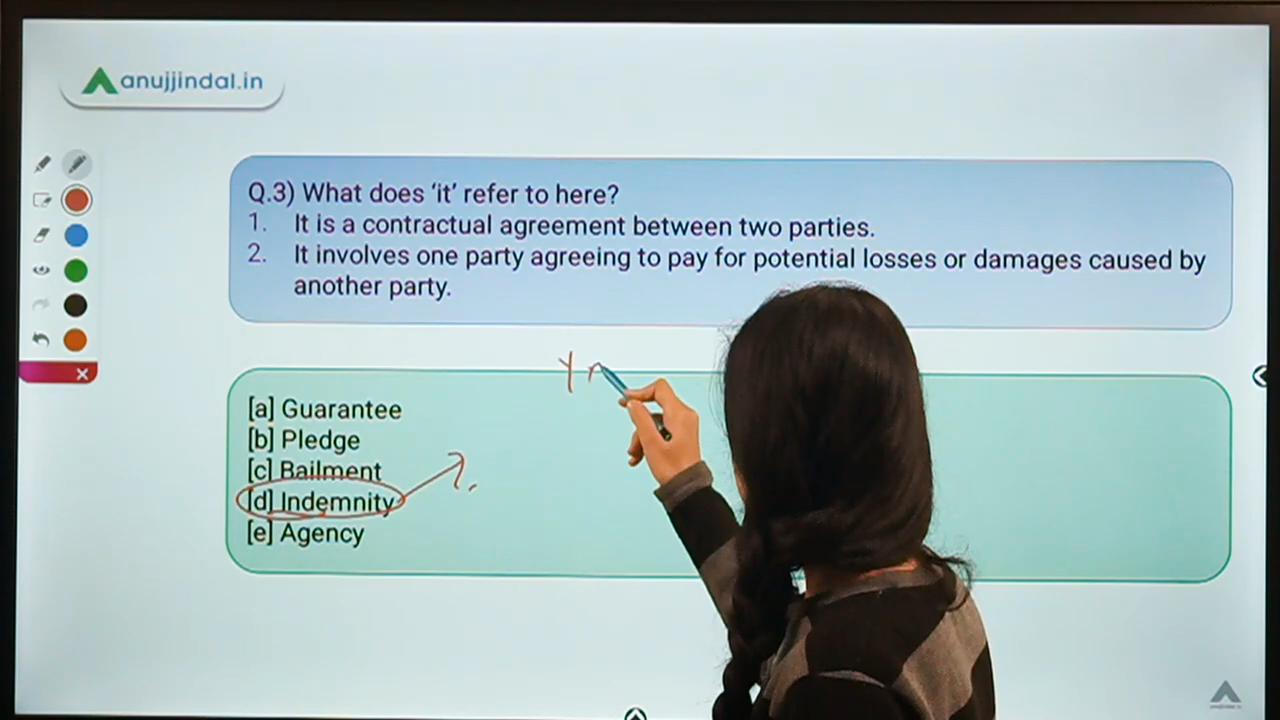 anujjindal.in
Q.3) What does ‘it’ refer to here?
1. It is a contractual agreement between two parties.
2. It involves one party agreeing to pay for potential losses or damages caused by
another party.
[a] Guarantee
[b] Pledge
[c] Bailment
[d] Indemnity
[e] Agency